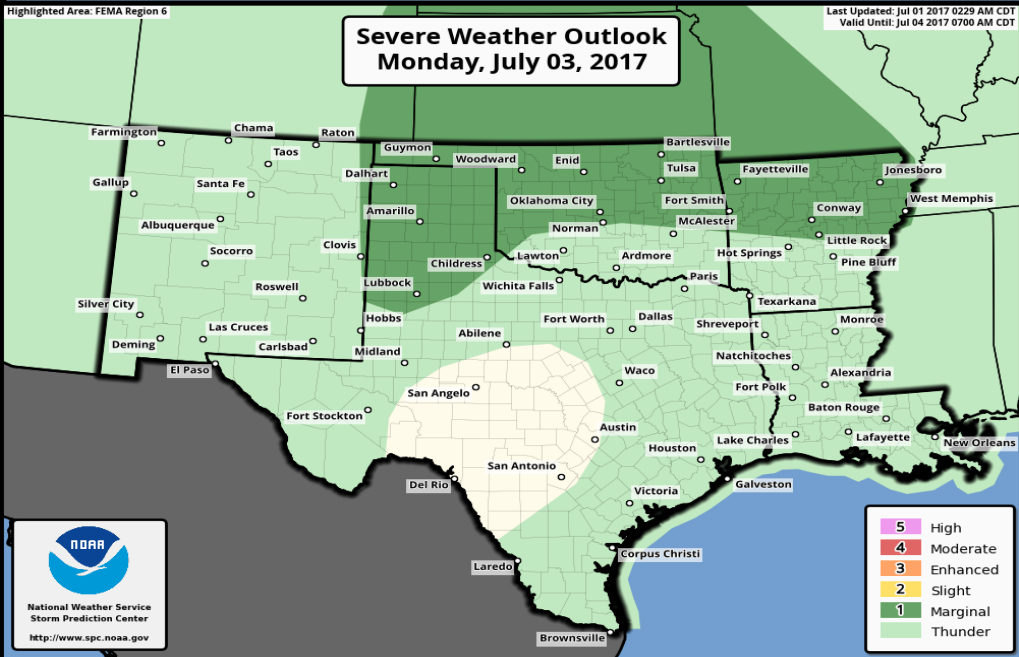 Highlighted Area: FEMA Region 6
Last Updated: Jul 01 2017 0229 AM CDT
Valid Until: Jul 04 2017 0700 AM CDT
Severe Weather Outlook
Monday, July 03, 2017
Farmington
Chama
Raton
Taos
Guymon
Woodward
Enid
Bartlesville
Tulsa
Fayetteville
Jonesboro
Gallup
Santa Fe
Dalhart
Albuquerque
Amarillo
Oklahoma City
Fort Smith
Conway
West Memphis
Norman
McAlester
Socorro
Clovis
Childress
Lawton
Ardmore
Hot Springs
Little Rock
Pine Bluff
Roswell
Lubbock
Wichita Falls
Paris
Silver City
Hobbs
Texarkana
Deming
Las Cruces
Carlsbad
Midland
Abilene
Fort Worth
Dallas
Shreveport
Monroe
El Paso
Natchitoches
San Angelo
Waco
Alexandria
Fort Polk
Fort Stockton
Austin
Baton Rouge
Houston
Lake Charles
Lafayette
New Orleans
San Antonio
Del Rio
Victoria
Galveston
Laredo
Corpus Christi
Brownsville
NOAA
National Weather Service
Storm Prediction Center
http://www.spc.noaa.gov
5 High
4 Moderate
3 Enhanced
2 Slight
1 Marginal
Thunder